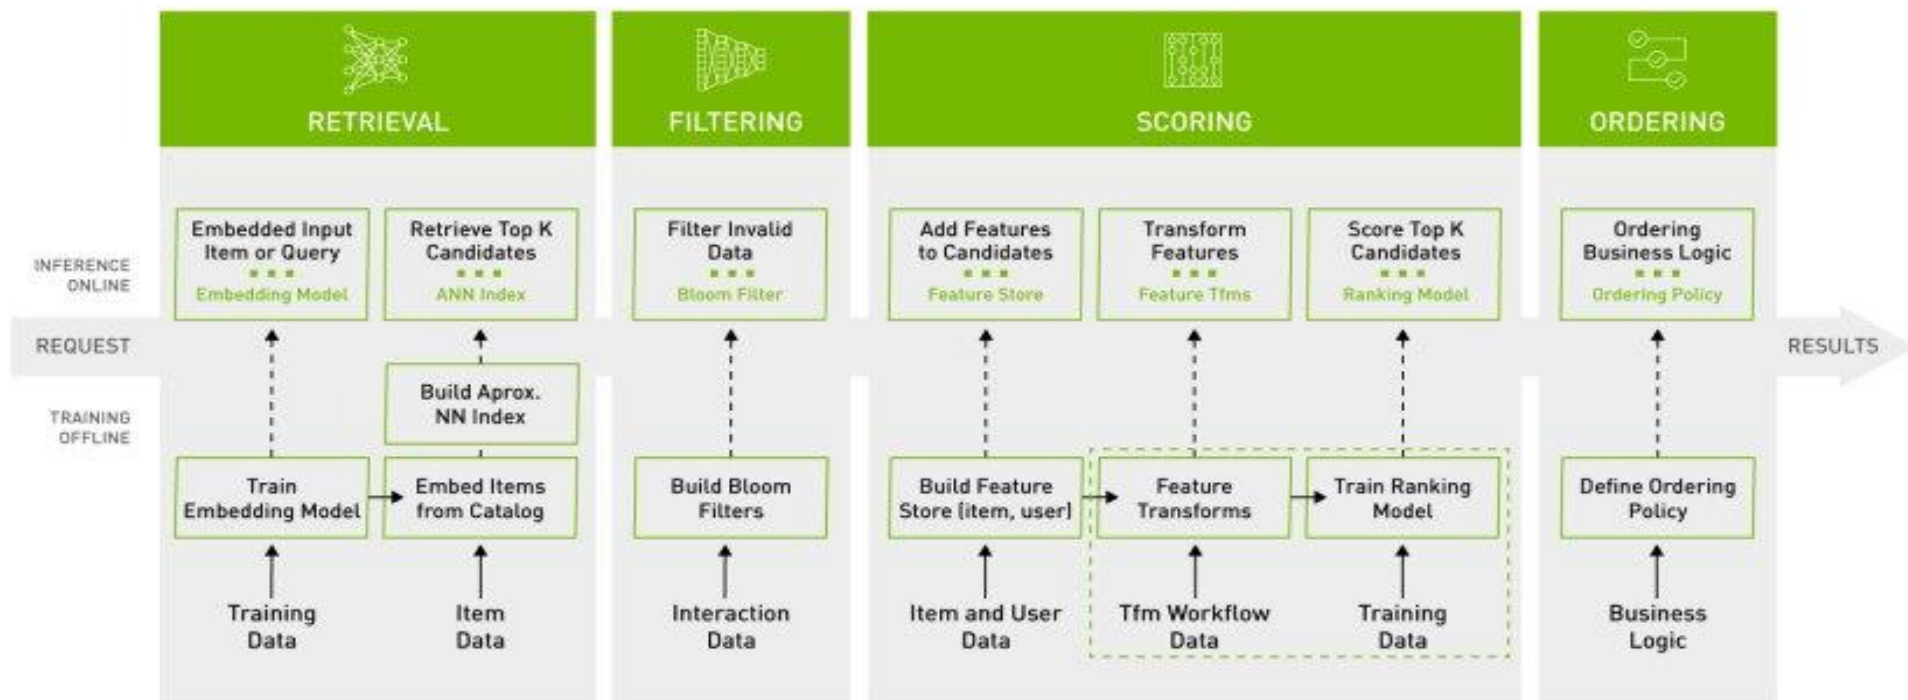 RETRIEVAL
FILTERING
SCORING
ORDERING
INFERENCE
ONLINE
Embedded Input
Item or Query
Embedding Model
Retrieve Top K
Candidates
ANN Index
Filter Invalid
Data
Bloom Filter
Add Features
to Candidates
Feature Store
Transform
Features
Feature Tfms
Score Top K
Candidates
Ranking Model
Ordering
Business Logic
Ordering Policy
REQUEST
RESULTS
TRAINING
OFFLINE
Build Aprox.
NN Index
Train
Embedding Model
Embed Items
from Catalog
Build Bloom
Filters
Build Feature
Store (item, user)
Feature
Transforms
Train Ranking
Model
Define Ordering
Policy
Training
Data
Item
Data
Interaction
Data
Item and User
Data
Tfm Workflow
Data
Training
Data
Business
Logic